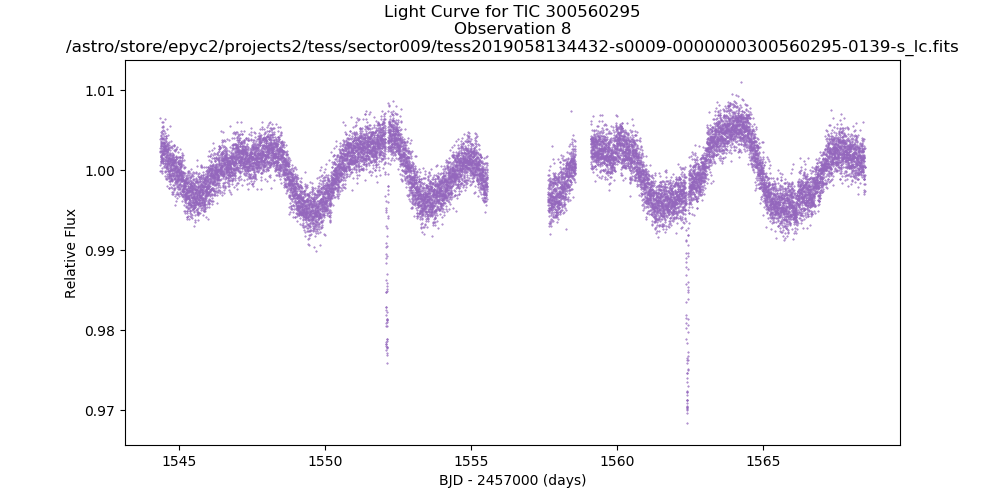 Light Curve for TIC 300560295
Observation 8
/astro/store/epyc2/projects2/tess/sector009/tess2019058134432-s0009-0000000300560295-0139-s_lc.fits
1.01
1.00
0.99
0.98
0.97
Relative Flux
1545
1550
1555
1560
1565
BJD - 2457000 (days)